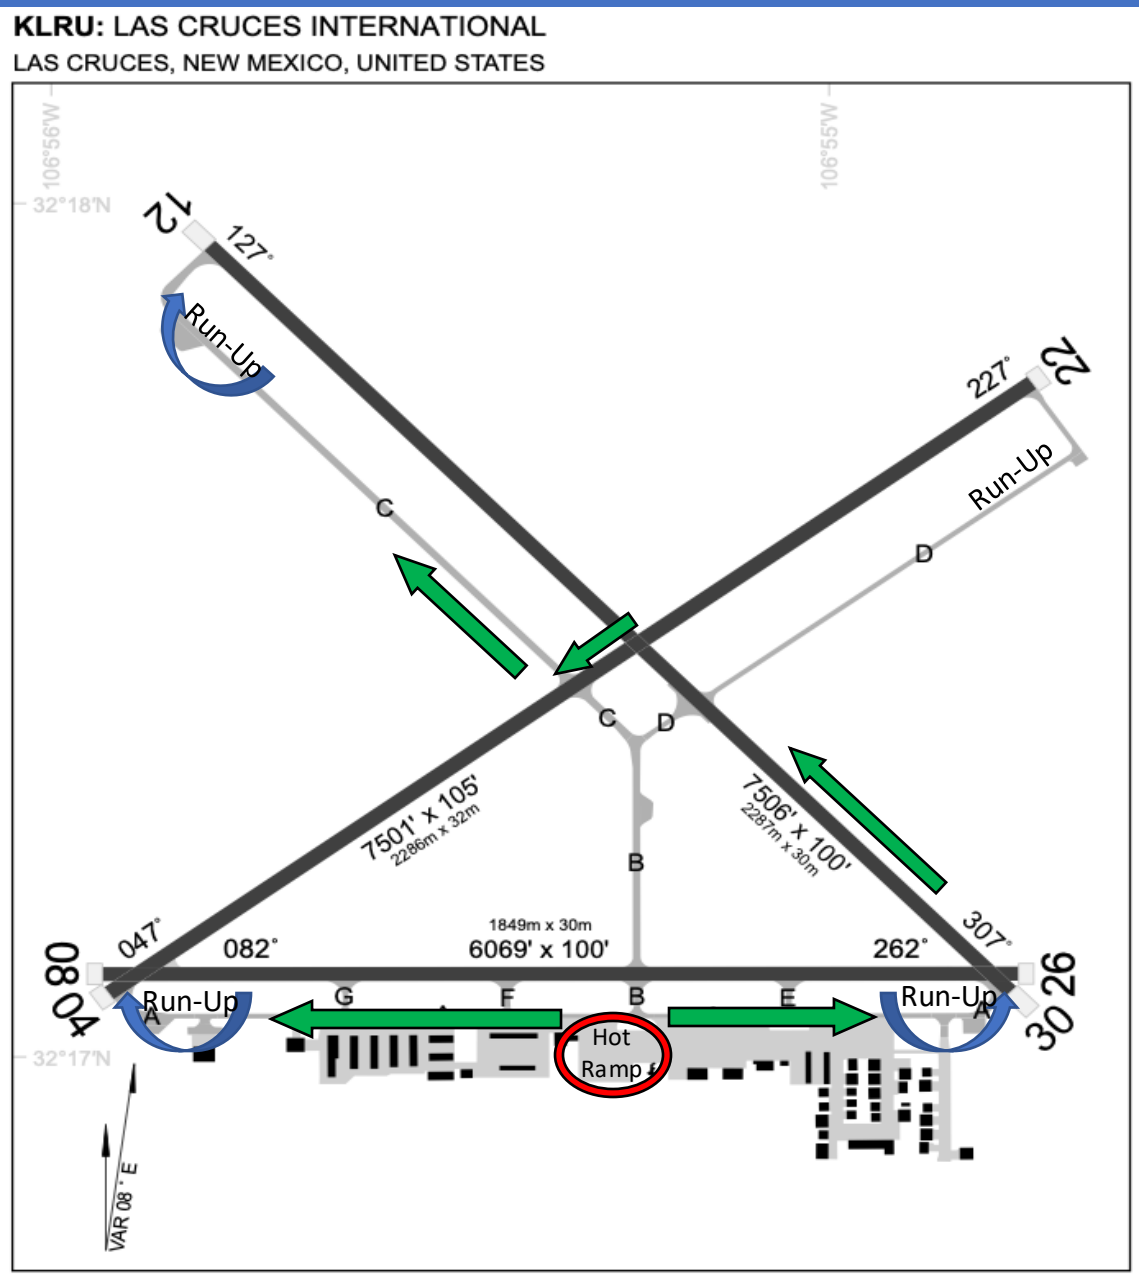 KLRU: LAS CRUCES INTERNATIONAL
LAS CRUCES, NEW MEXICO, UNITED STATES
106°56'W
106°55'W
32°18'N
12
127°
Run-Up
22
227°
Run-Up
C
D
C
D
7501' x 105'
2286m x 32m
7506' x 100'
2287m x 30m
B
047°
082°
1849m x 30m
6069' x 100'
262°
307°
08
04
26
30
Run-Up
A
G
F
B
E
Run-Up
A
Hot
Ramp
32°17'N
VAR 08° E